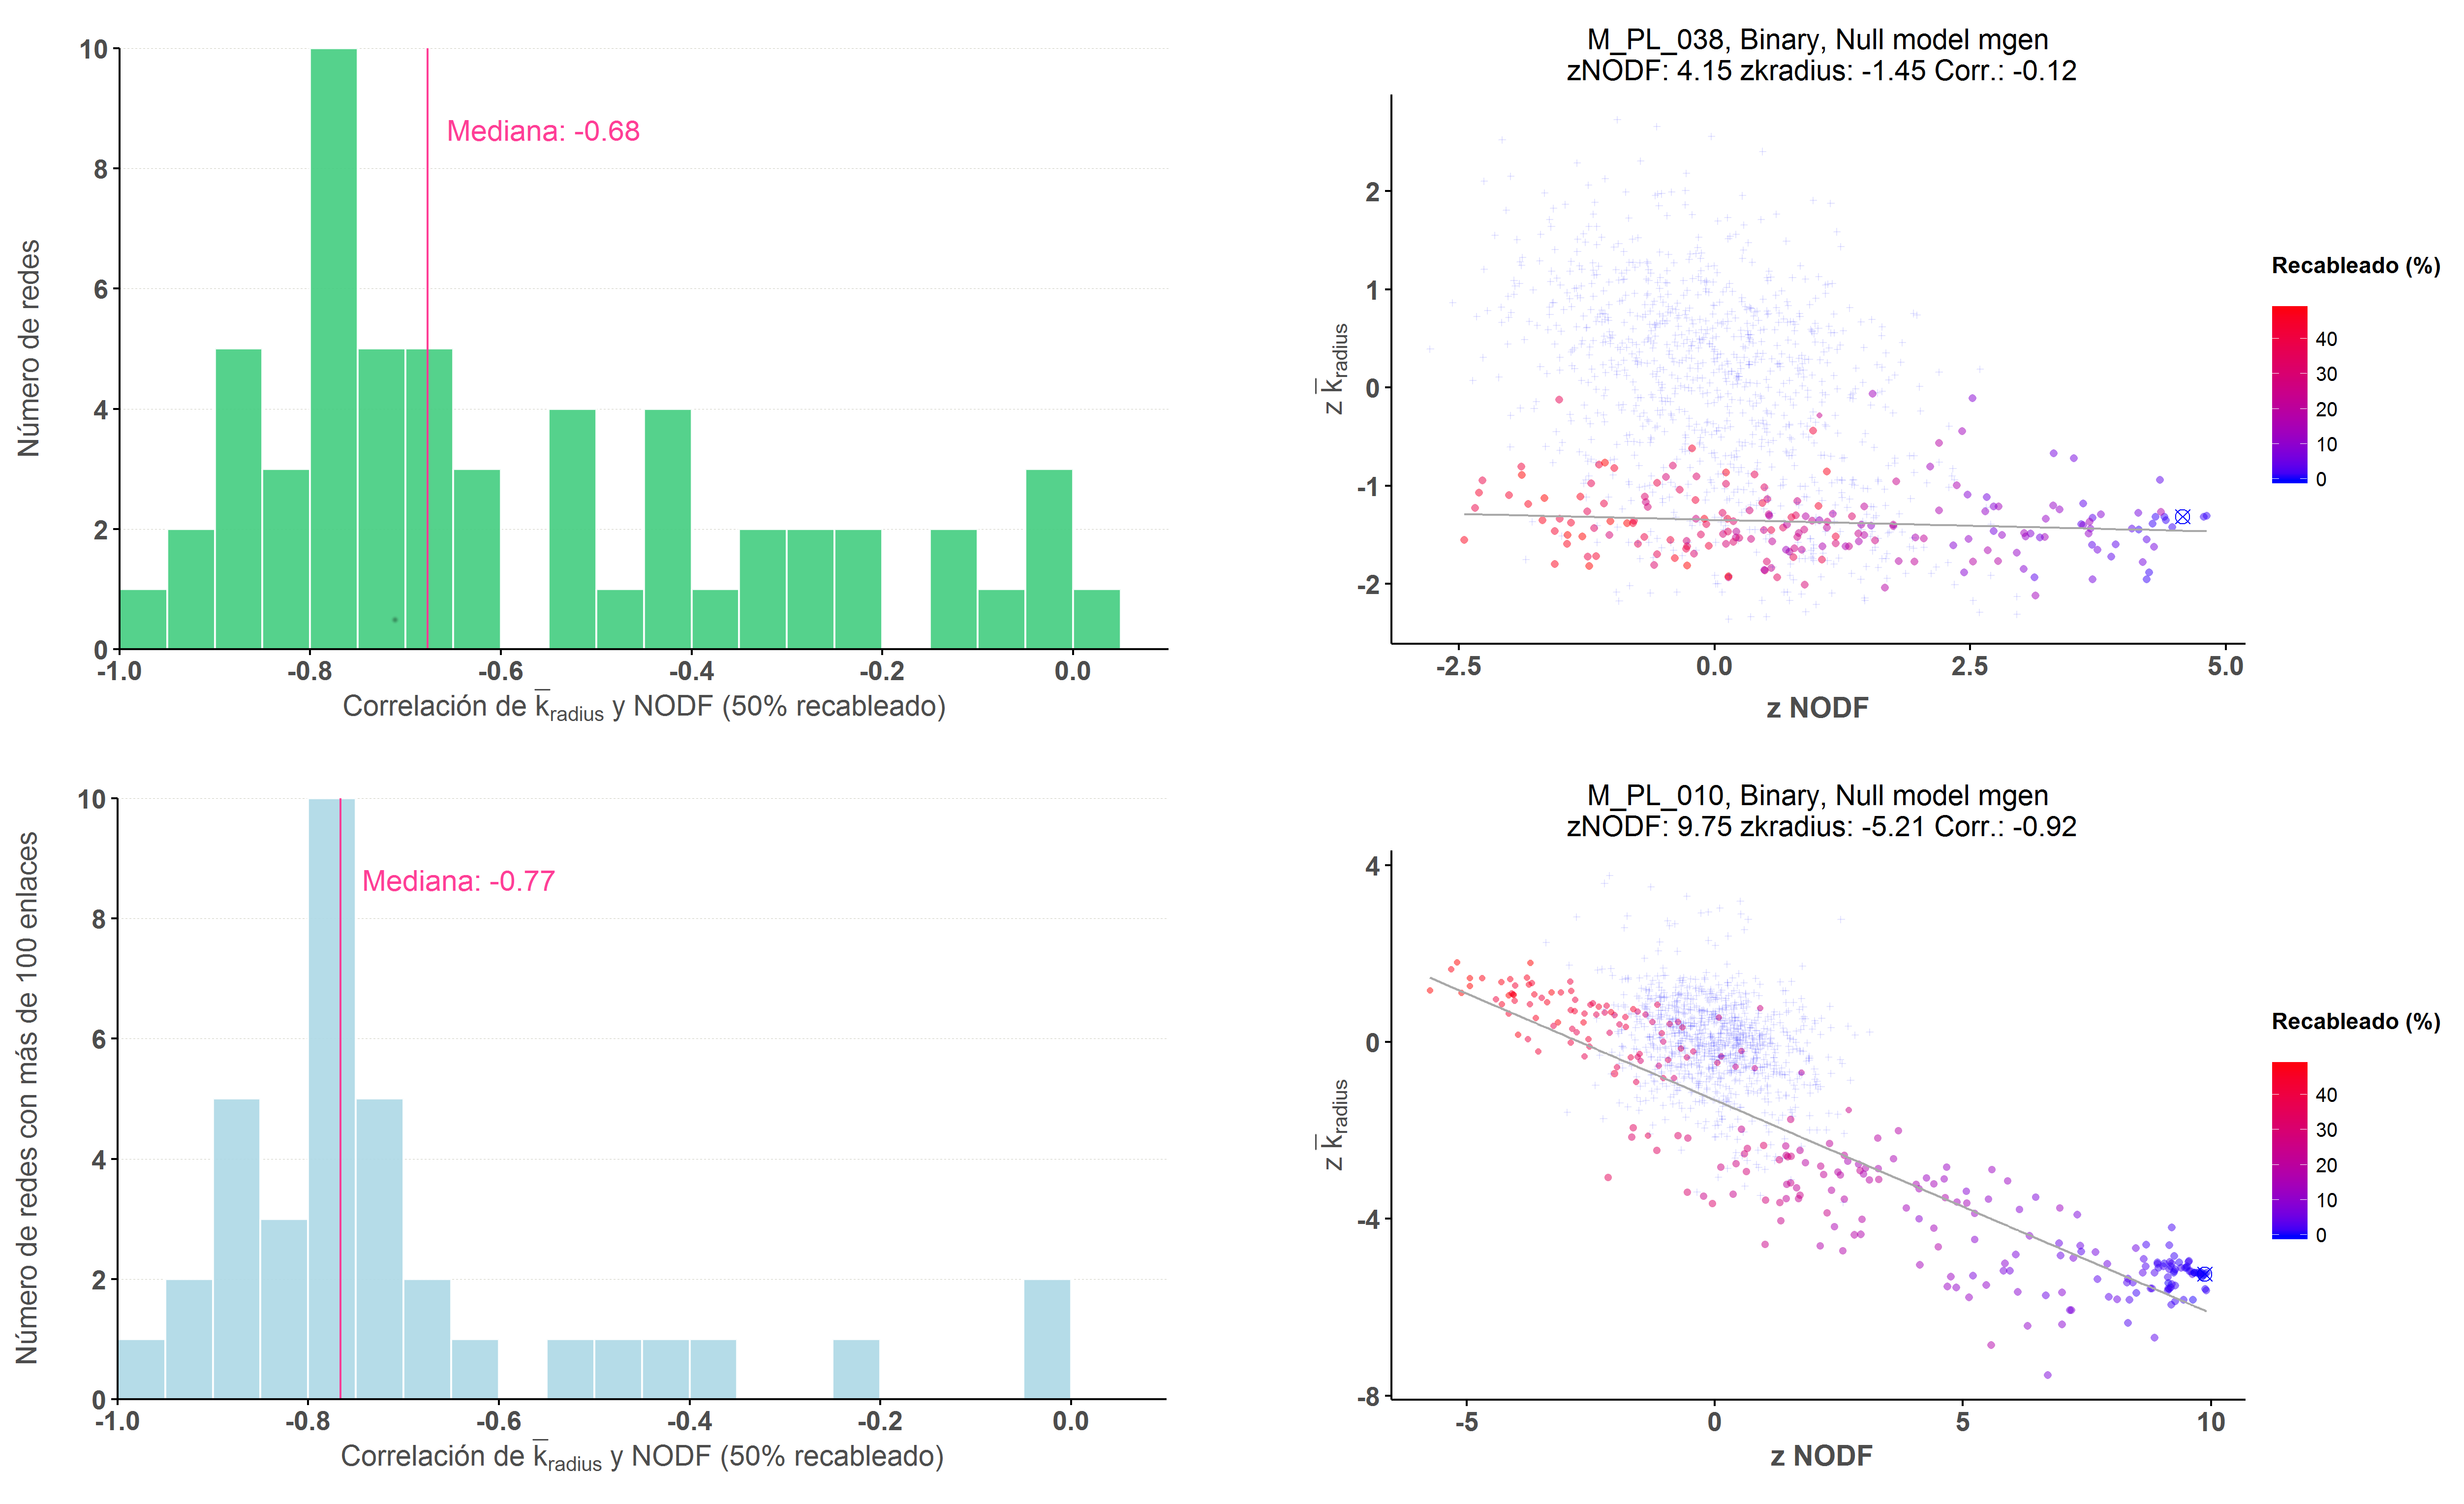 10
8
6
4
2
0
Número de redes
Mediana: -0.68
-1.0 -0.8 -0.6 -0.4 -0.2 0.0
Correlación de k̅radius y NODF (50% recableado)
M_PL_038, Binary, Null model mgen
zNODF: 4.15 zkradius: -1.45 Corr.: -0.12
2
1
0
-1
-2
z k̅radius
-2.5 0.0 2.5 5.0
z NODF
Recableado (%)
40
30
20
10
0
10
8
6
4
2
0
Número de redes con más de 100 enlaces
Mediana: -0.77
-1.0 -0.8 -0.6 -0.4 -0.2 0.0
Correlación de k̅radius y NODF (50% recableado)
M_PL_010, Binary, Null model mgen
zNODF: 9.75 zkradius: -5.21 Corr.: -0.92
4
0
-4
-8
z k̅radius
-5 0 5 10
z NODF
Recableado (%)
40
30
20
10
0